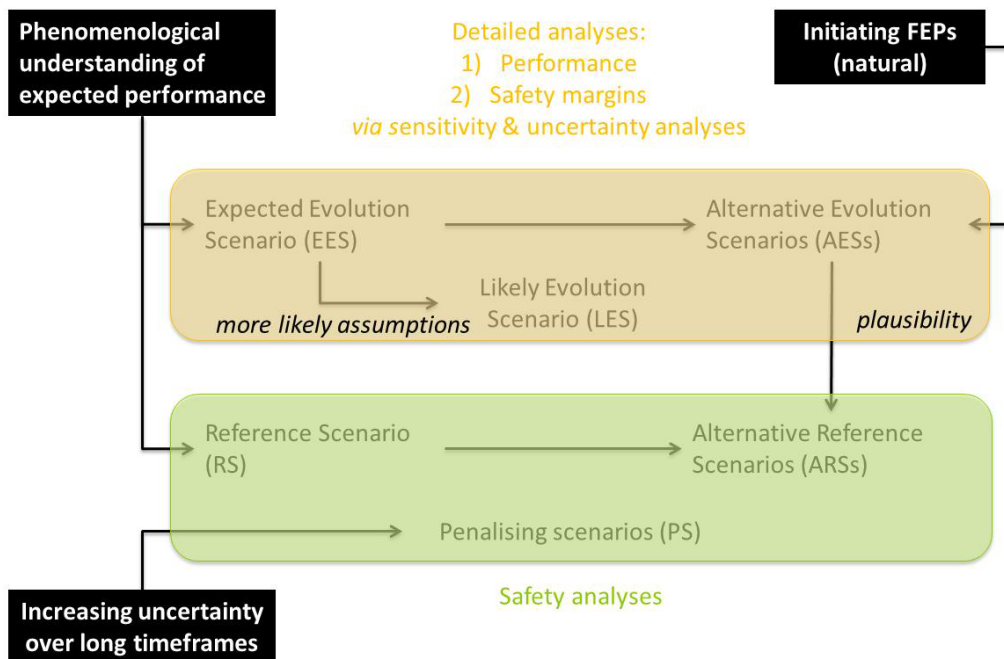 Phenomenological
understanding of
expected performance
Detailed analyses:
1) Performance
2) Safety margins
via sensitivity & uncertainty analyses
Initiating FEPs
(natural)
Expected Evolution
Scenario (EES)
Alternative Evolution
Scenarios (AESs)
Likely Evolution
Scenario (LES)
more likely assumptions
plausibility
Reference Scenario
(RS)
Alternative Reference
Scenarios (ARSs)
Penalising scenarios (PS)
Increasing uncertainty
over long timeframes
Safety analyses